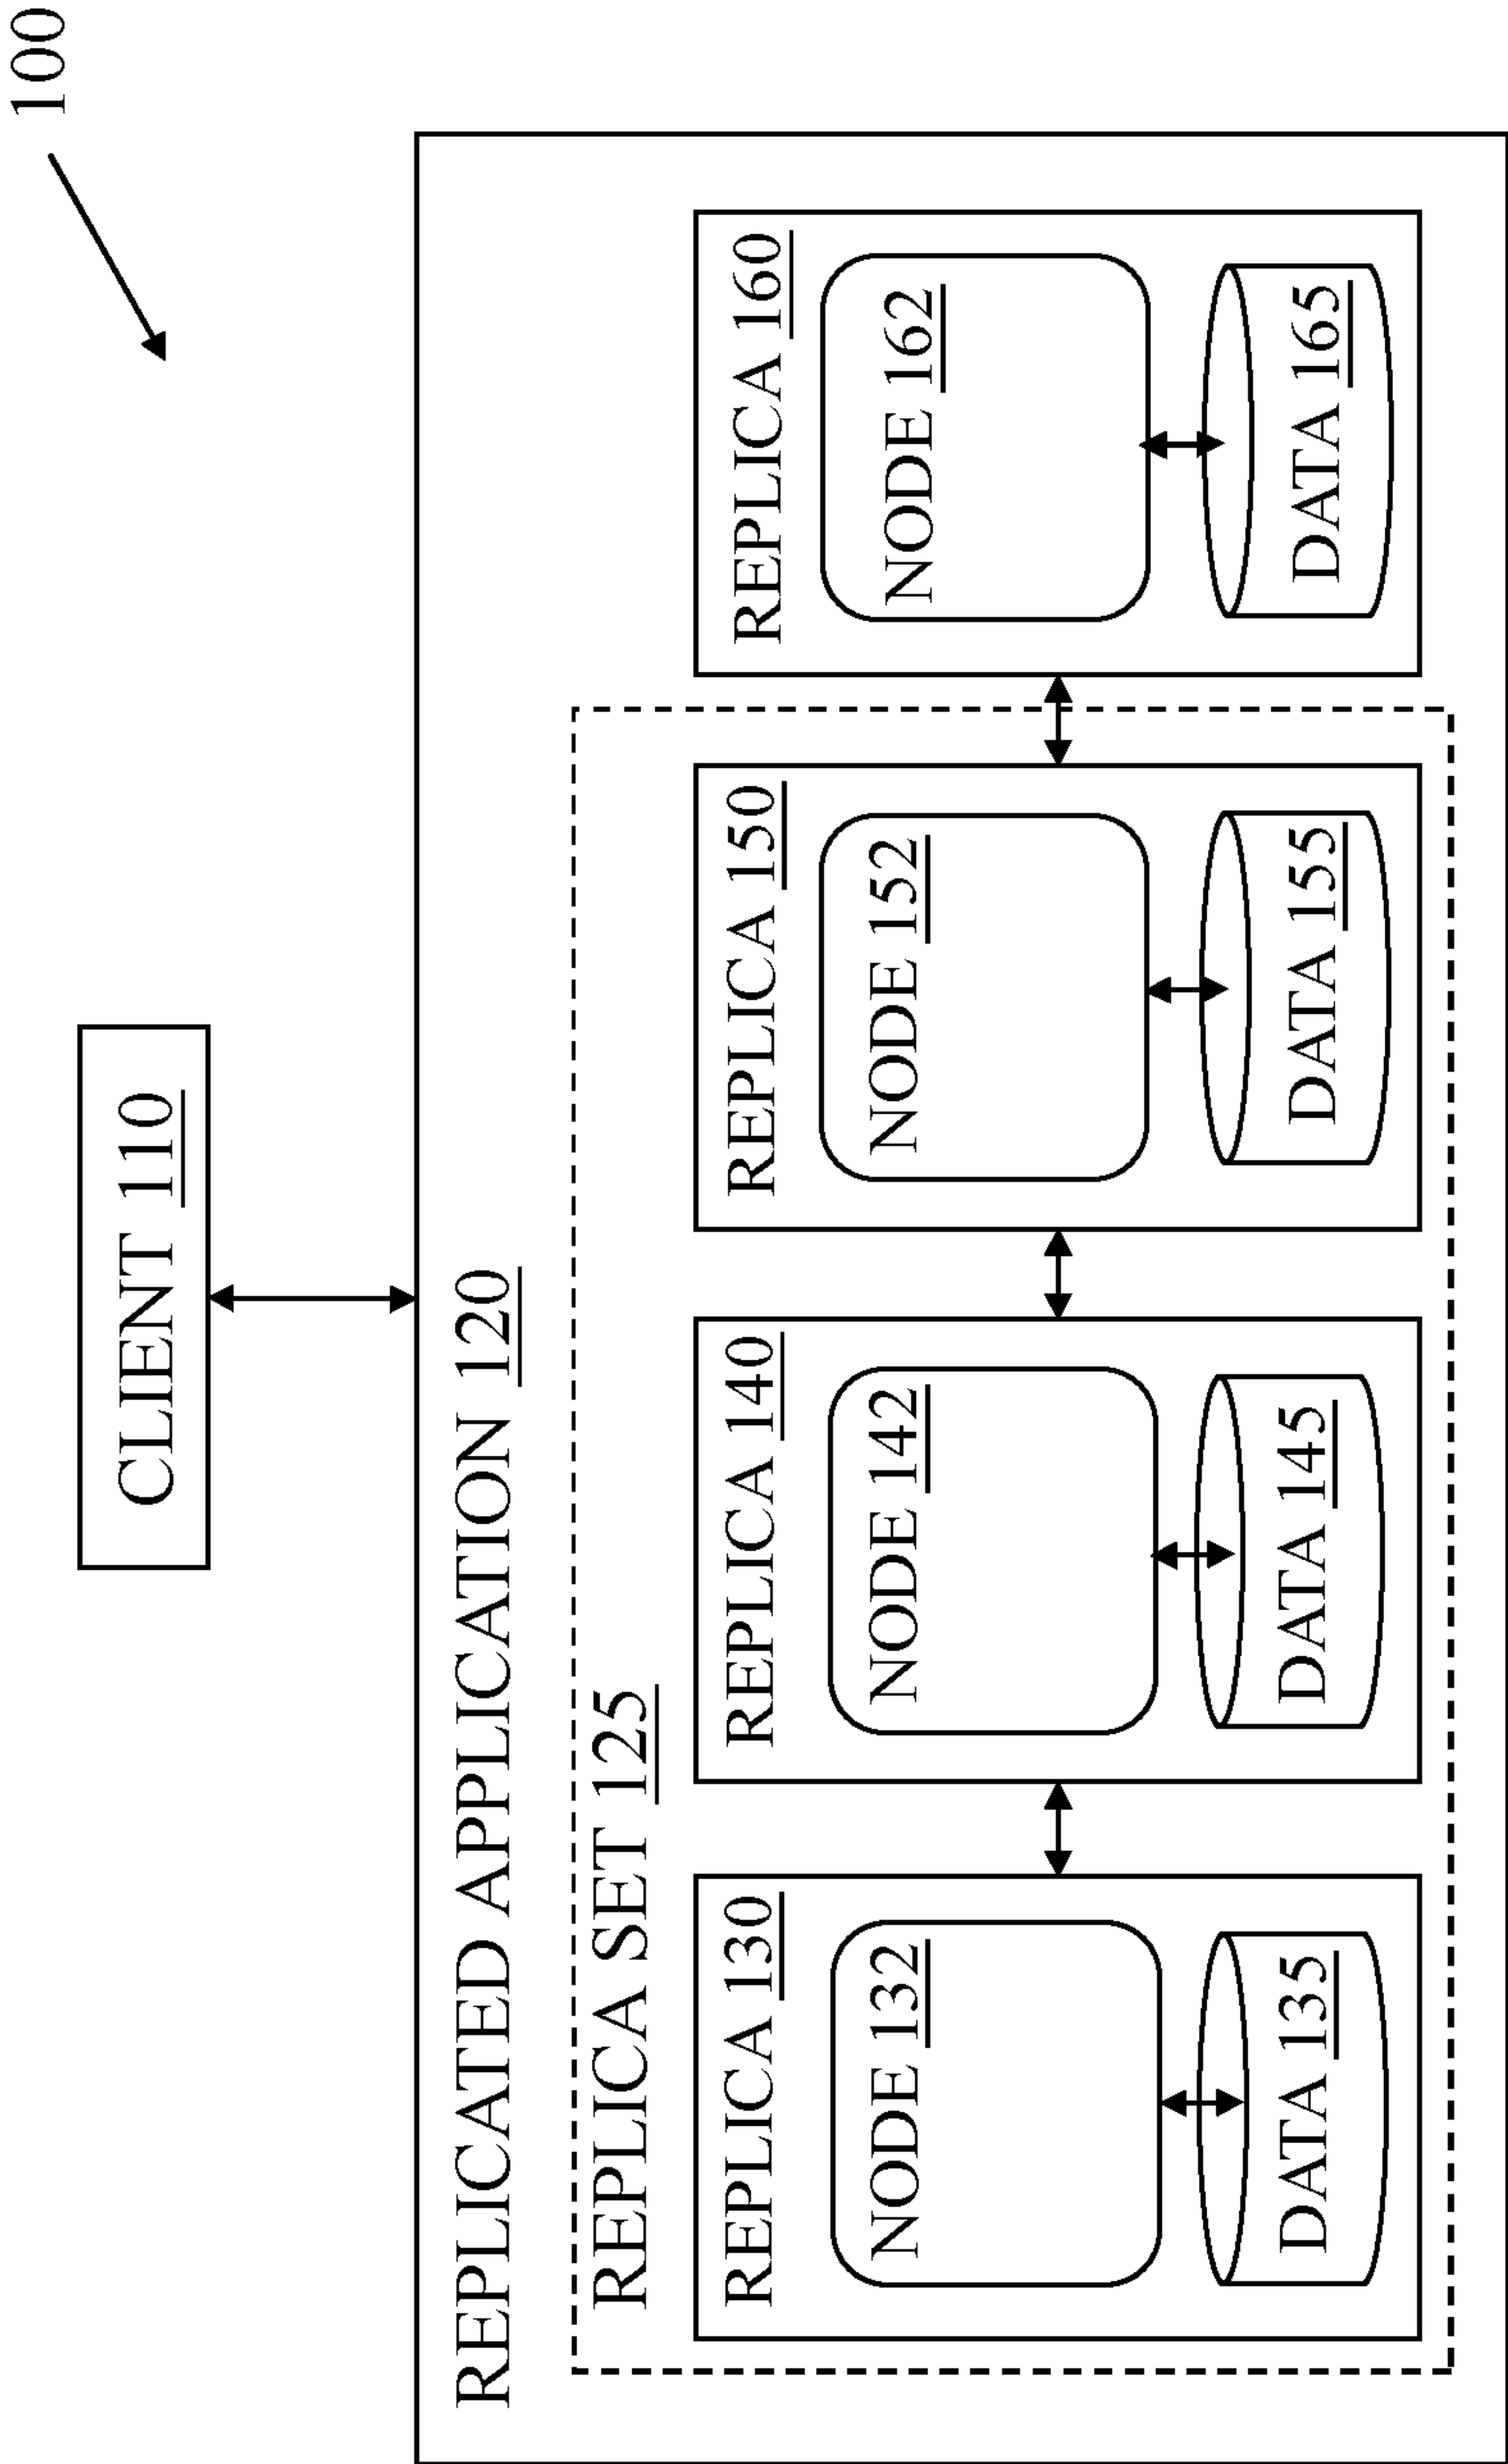 100
CLIENT 110
REPLICATED APPLICATION 120
REPLICA SET 125
REPLICA 130
NODE 132
DATA 135
REPLICA 140
NODE 142
DATA 145
REPLICA 150
NODE 152
DATA 155
REPLICA 160
NODE 162
DATA 165